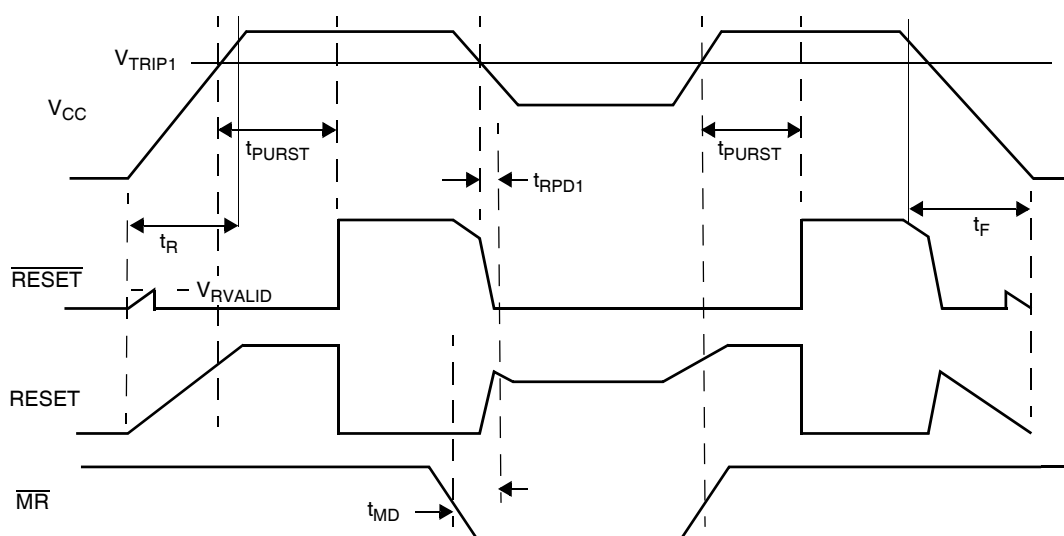 VTRIP1
VCC
tPURST
tPURST
tRPD1
tR
tF
RESET
VRVALID
RESET
MR
tMD